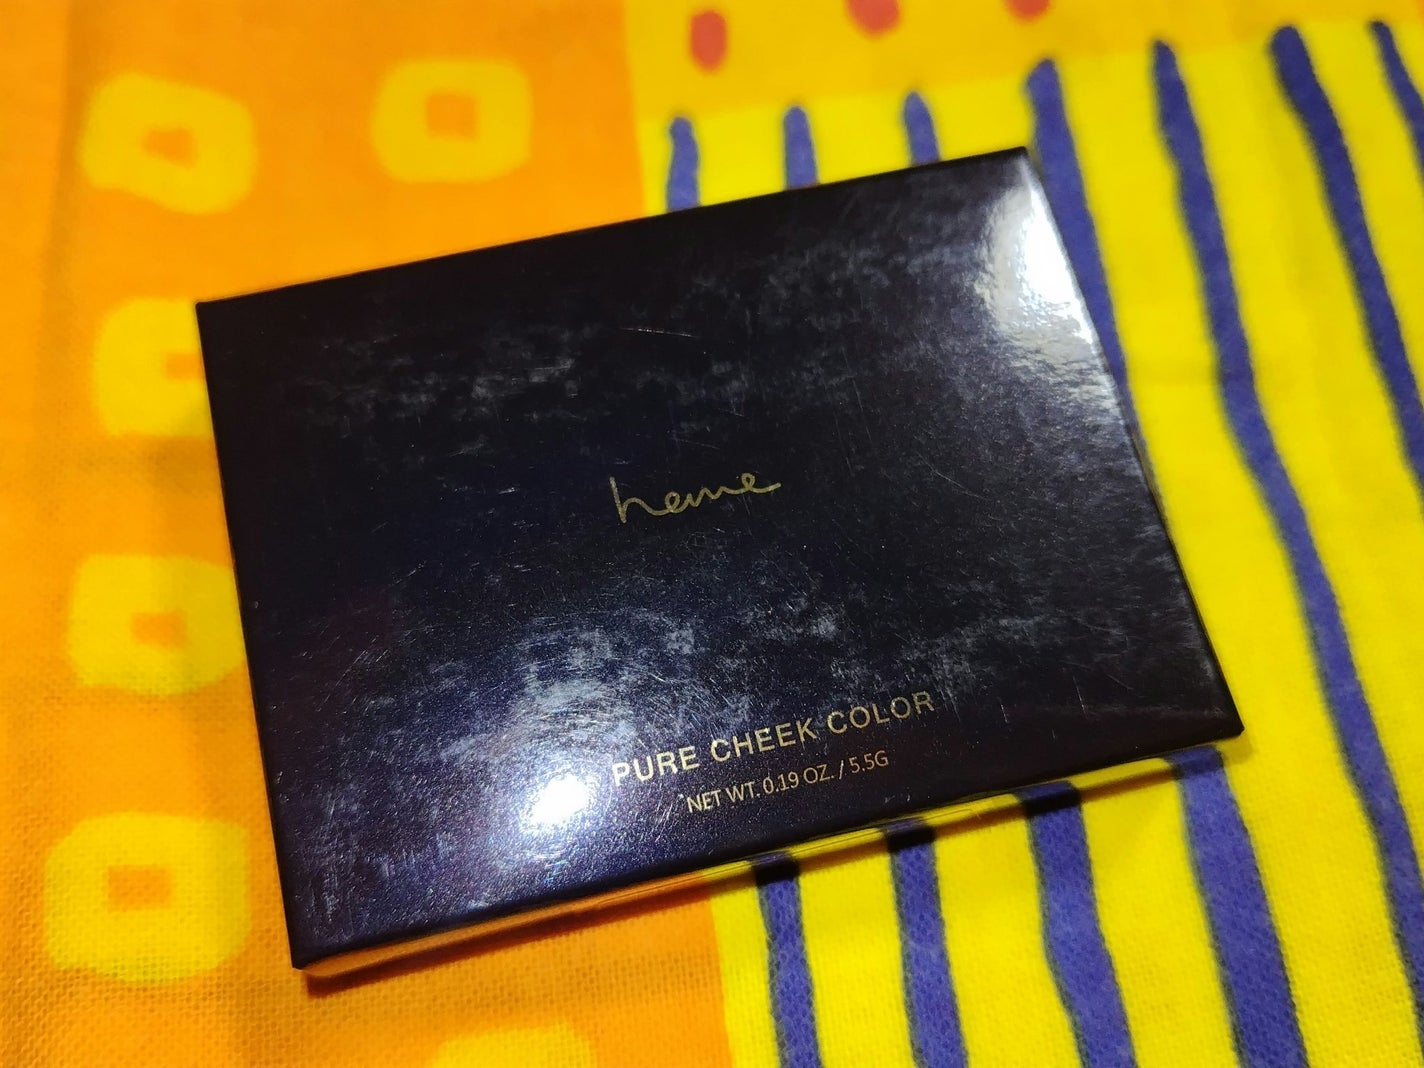 heme
PURE CHEEK COLOR
NET WT. 0.19 OZ. / 5.5G